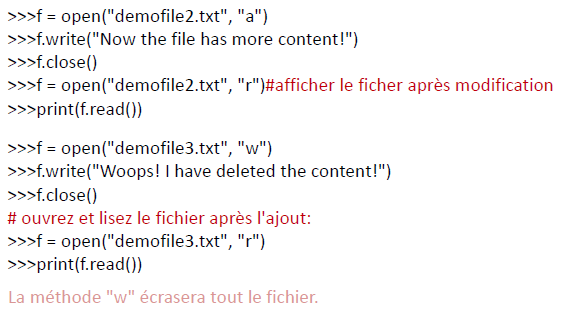 >>>f = open("demofile2.txt", "a")
>>>f.write("Now the file has more content!")
>>>f.close()
>>>f = open("demofile2.txt", "r")#afficher le ficher après modification
>>>print(f.read())
>>>f = open("demofile3.txt", "w")
>>>f.write("Woops! I have deleted the content!")
>>>f.close()
# ouvrez et lisez le fichier après l'ajout:
>>>f = open("demofile3.txt", "r")
>>>print(f.read())
La méthode "w" écrasera tout le fichier.